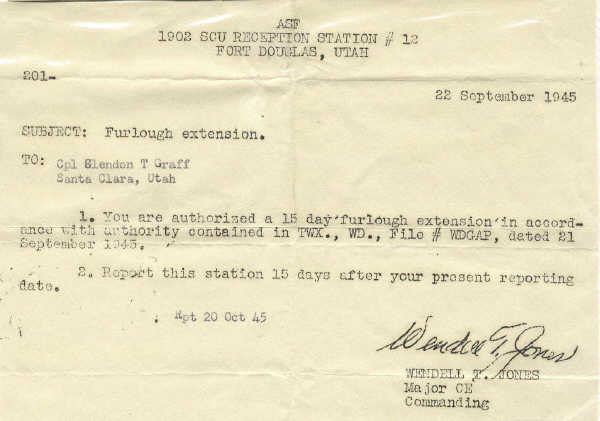 ASF
1902 SCU RECEPTION STATION # 12
FORT DOUGLAS, UTAH
201-
22 September 1945
SUBJECT: Furlough extension.
TO: Cpl Glendon T Graff
Santa Clara, Utah
1. You are authorized a 15 day furlough extension in accord-
ance with authority contained in TWX., WD., File # WDGAP, dated 21
September 1945.
2. Report this station 15 days after your present reporting
date.
Rpt 20 Oct 45
Wendell T. Jones
WENDELL T. JONES
Major CE
Commanding